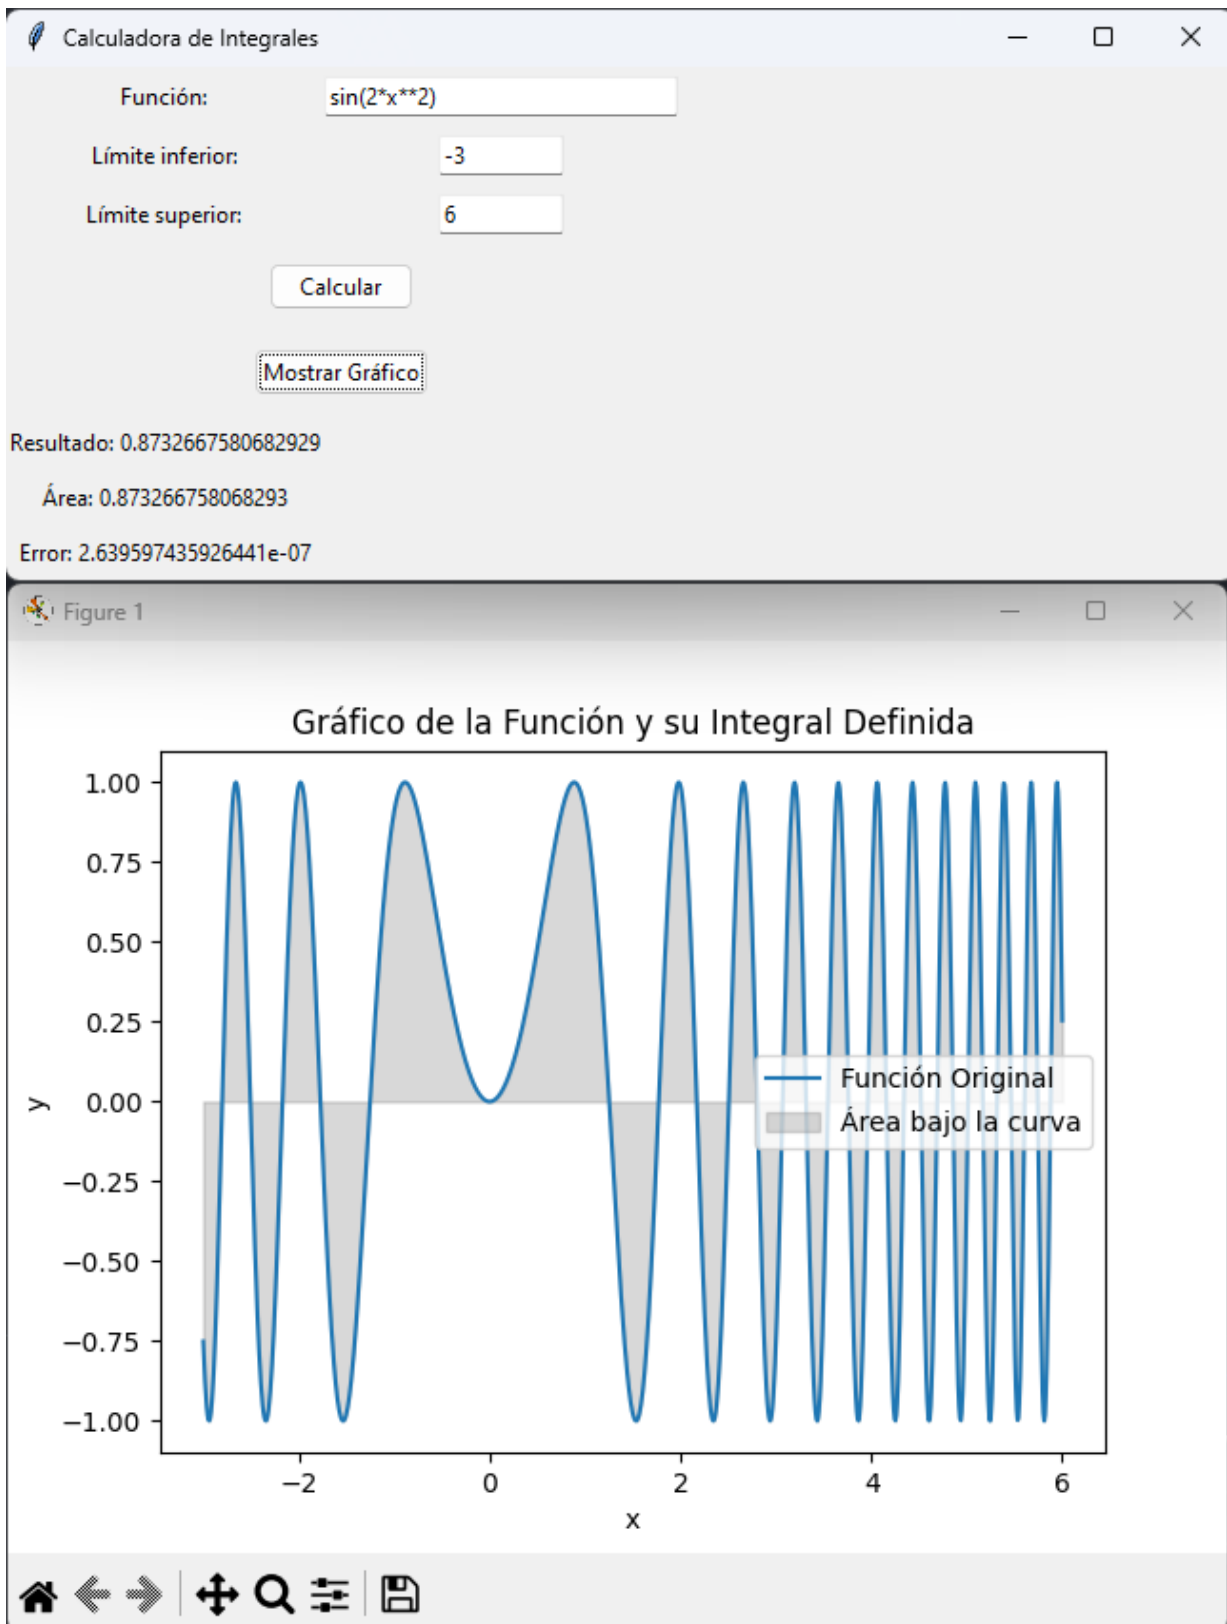 Calculadora de Integrales
Función: sin(2*x**2)
Límite inferior: -3
Límite superior: 6
Calcular
Mostrar Gráfico
Resultado: 0.8732667580682929
Área: 0.873266758068293
Error: 2.639597435926441e-07
Figure 1
Gráfico de la Función y su Integral Definida
1.00
0.75
0.50
0.25
0.00
−0.25
−0.50
−0.75
−1.00
y
Función Original
Área bajo la curva
−2 0 2 4 6
x